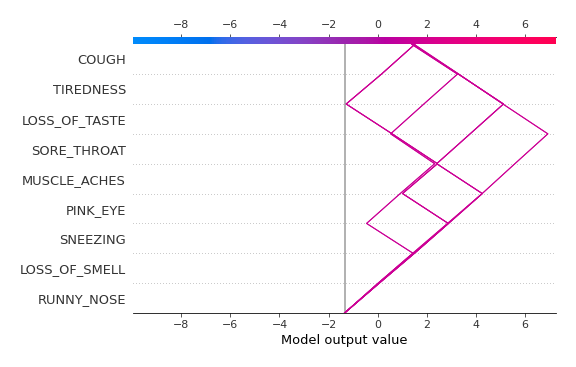 −8 −6 −4 −2 0 2 4 6
COUGH
TIREDNESS
LOSS_OF_TASTE
SORE_THROAT
MUSCLE_ACHES
PINK_EYE
SNEEZING
LOSS_OF_SMELL
RUNNY_NOSE
−8 −6 −4 −2 0 2 4 6
Model output value